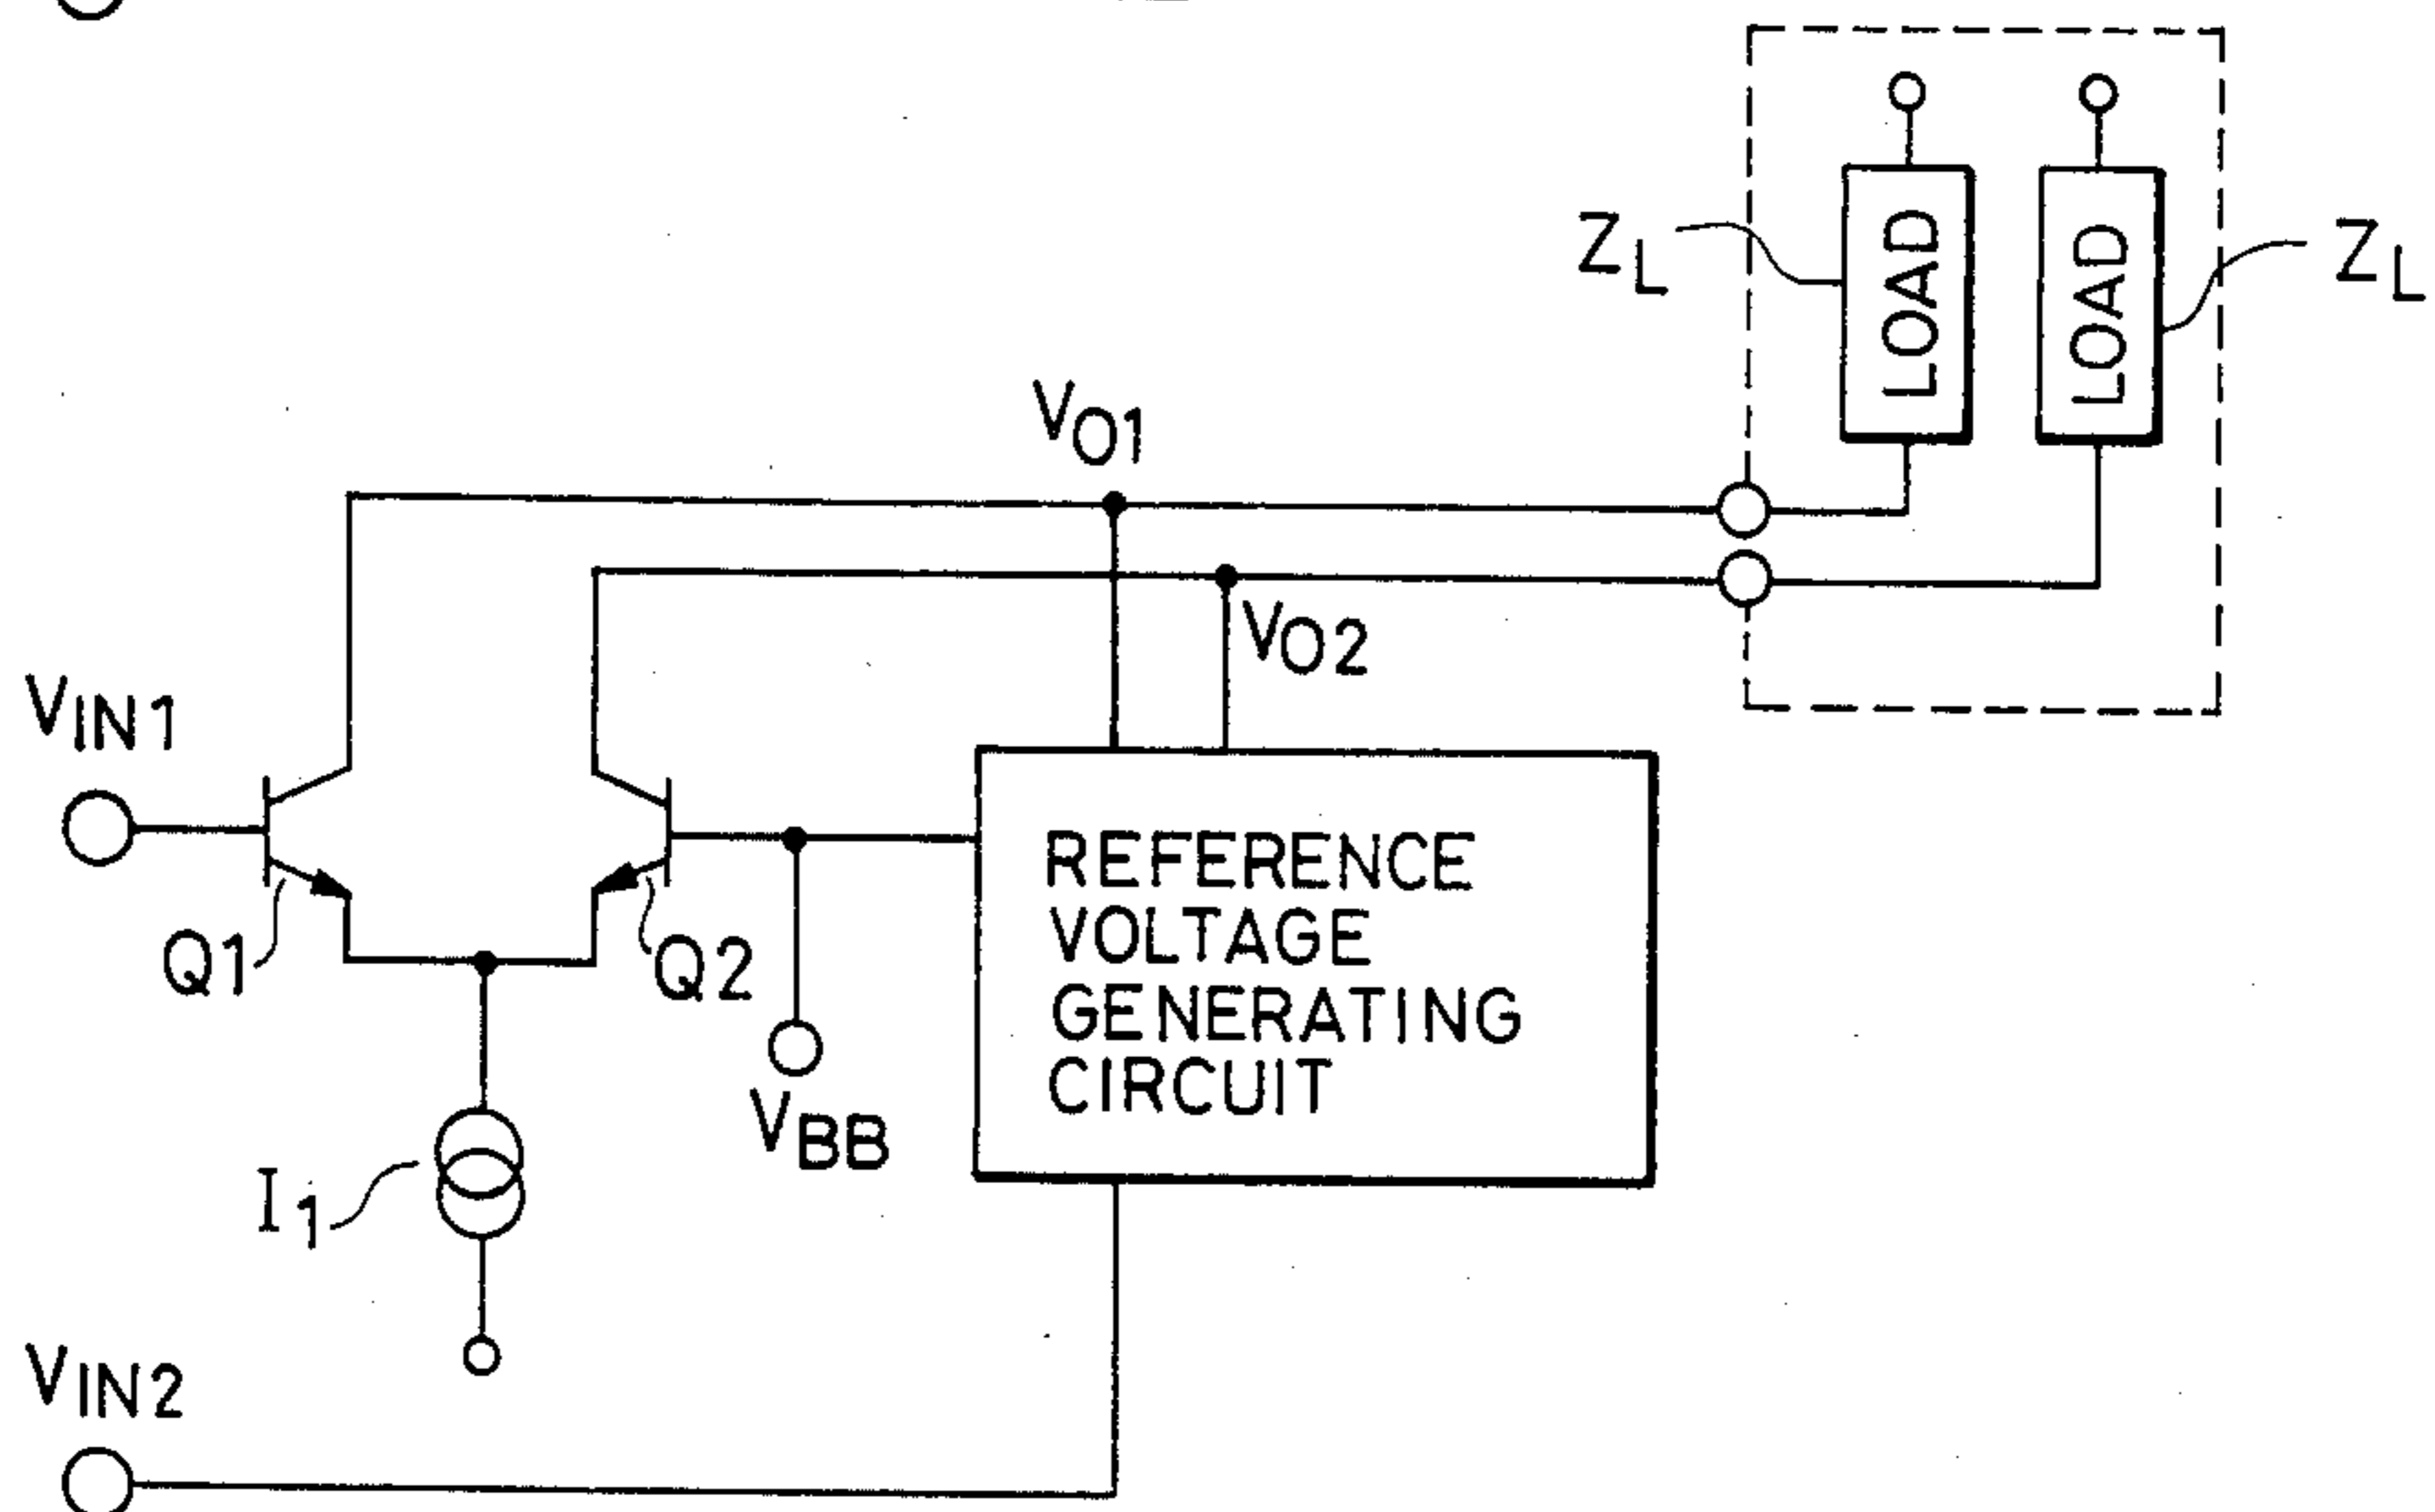 LOAD
LOAD
ZL
ZL
VO1
VO2
VIN1
REFERENCE
VOLTAGE
GENERATING
CIRCUIT
Q1
Q2
VBB
I1
VIN2